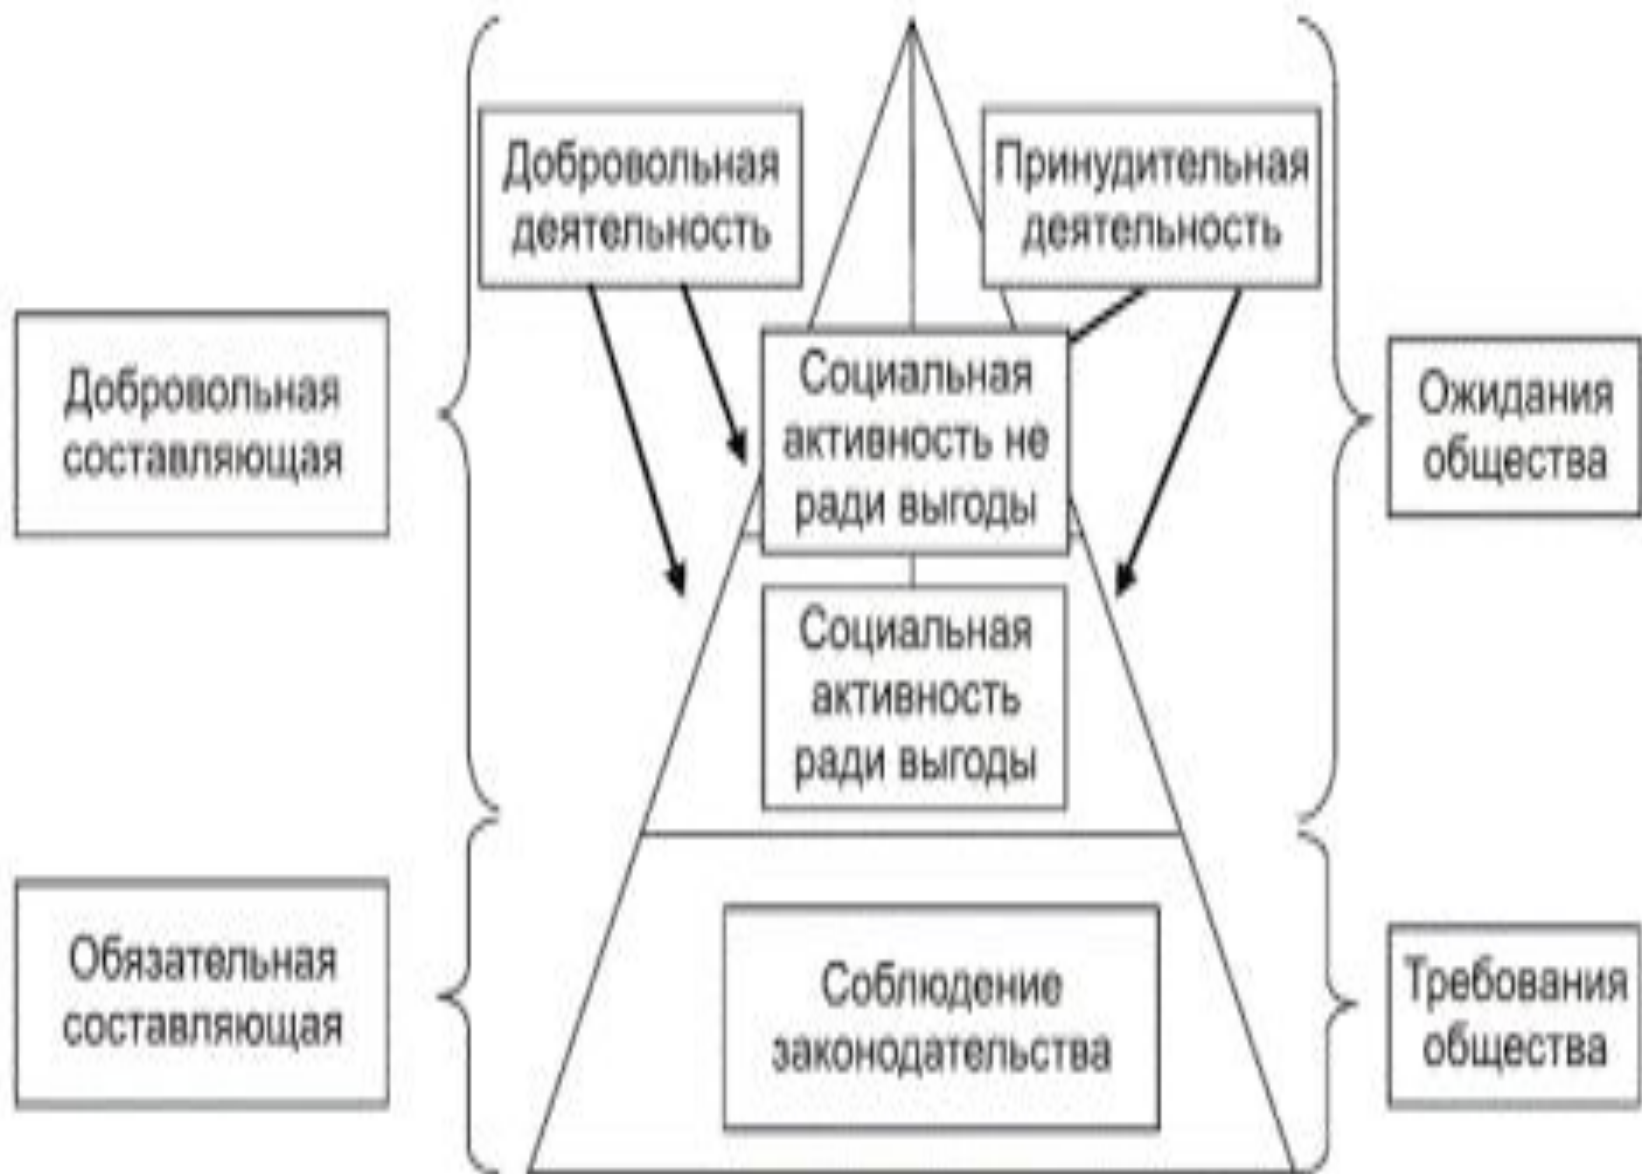 Добровольная
деятельность
Принудительная
деятельность
Добровольная
составляющая
Социальная
активность не
ради выгоды
Ожидания
общества
Социальная
активность
ради выгоды
Обязательная
составляющая
Соблюдение
законодательства
Требования
общества